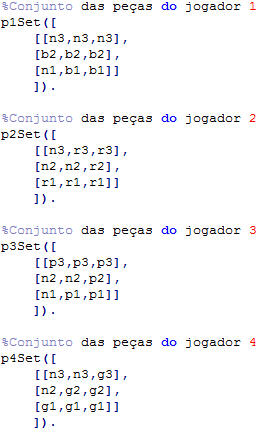 %Conjunto das peças do jogador 1
p1Set([
[[n3,n3,n3],
[b2,b2,b2],
[n1,b1,b1]]
]).
%Conjunto das peças do jogador 2
p2Set([
[[n3,r3,r3],
[n2,n2,r2],
[r1,r1,r1]]
]).
%Conjunto das peças do jogador 3
p3Set([
[[p3,p3,p3],
[n2,n2,p2],
[n1,p1,p1]]
]).
%Conjunto das peças do jogador 4
p4Set([
[[n3,n3,g3],
[n2,g2,g2],
[g1,g1,g1]]
]).